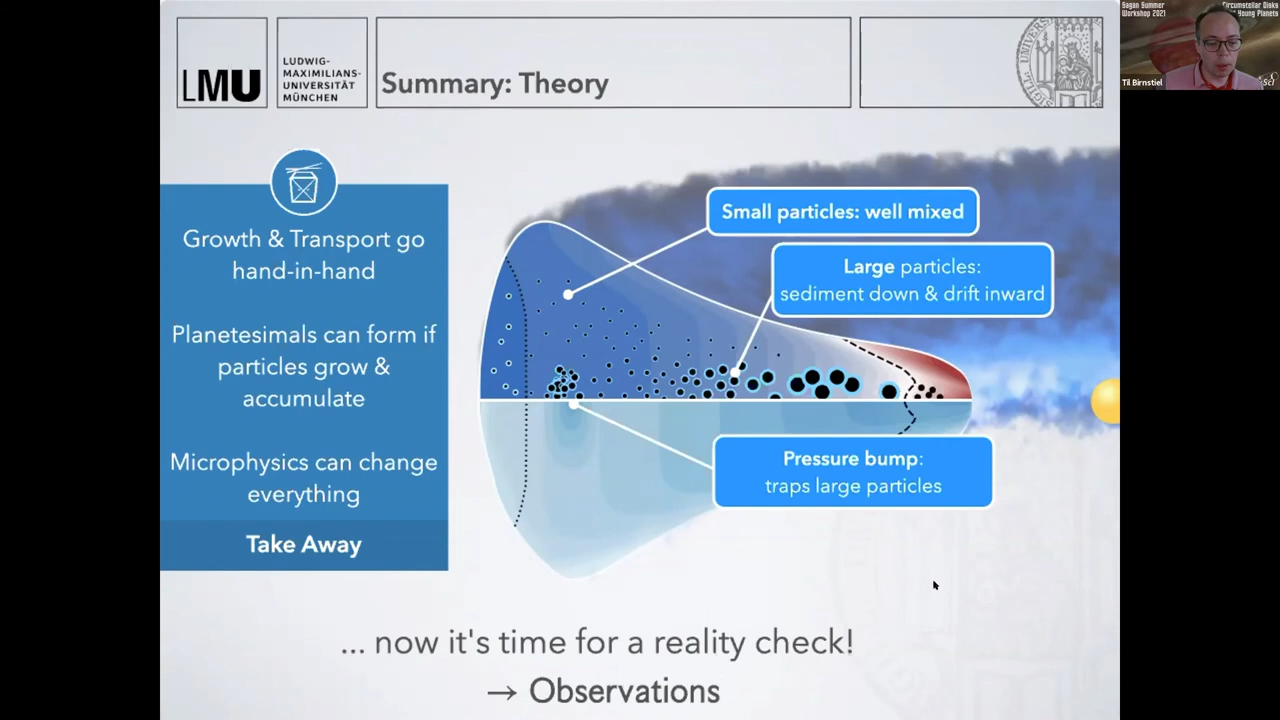 LMU
LUDWIG-
MAXIMILIANS-
UNIVERSITÄT
MÜNCHEN
Summary: Theory
Sagan Summer
Workshop 2021
Circumstellar Disks
Young Planets
Til Birnstiel
Growth & Transport go
hand-in-hand
Planetesimals can form if
particles grow &
accumulate
Microphysics can change
everything
Take Away
Small particles: well mixed
Large particles:
sediment down & drift inward
Pressure bump:
traps large particles
... now it's time for a reality check!
→ Observations